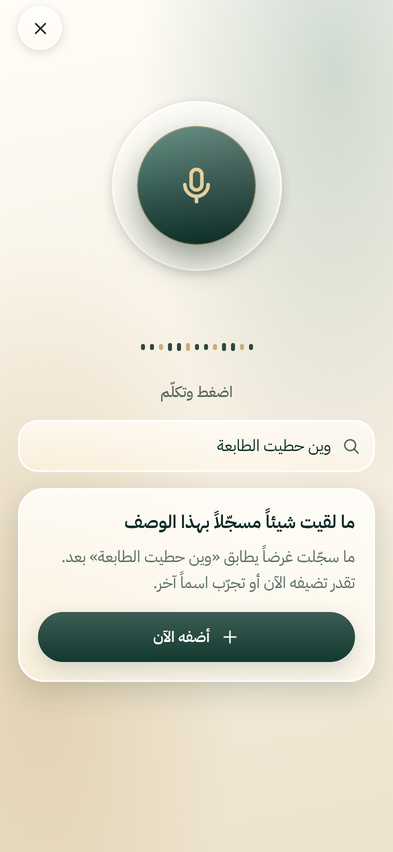 اضغط وتكلّم
وين حطيت الطابعة
ما لقيت شيئاً مسجّلاً بهذا الوصف
ما سجّلت غرضاً يطابق «وين حطيت الطابعة» بعد.
تقدر تضيفه الآن أو تجرّب اسماً آخر.
أضفه الآن